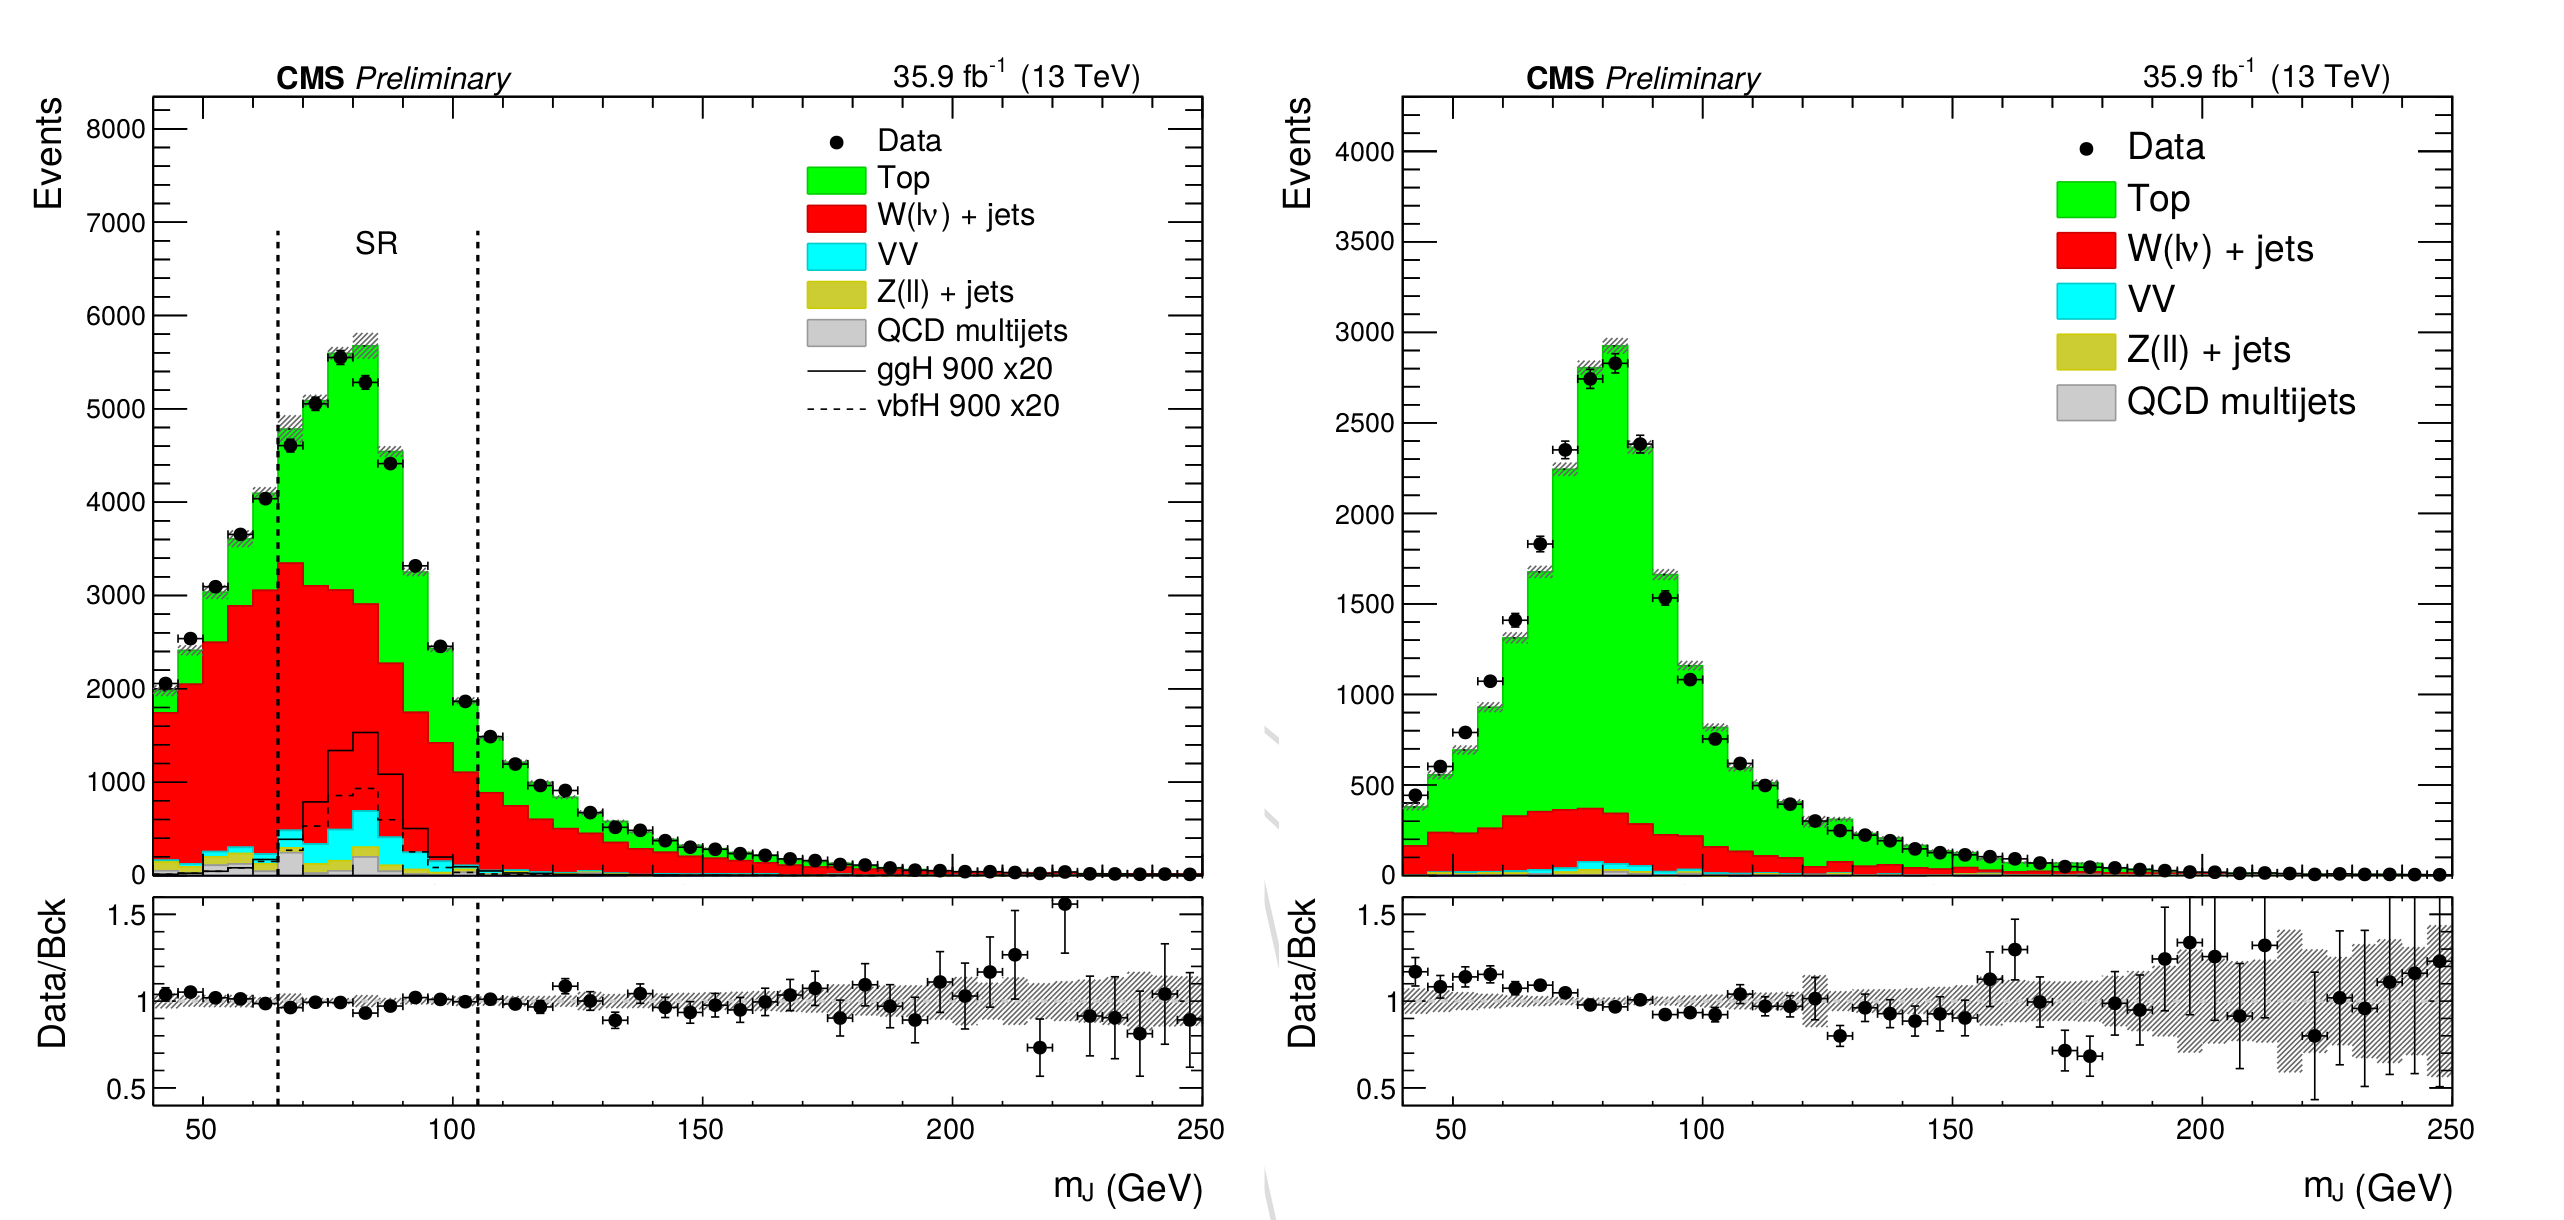 CMS Preliminary
35.9 fb⁻¹ (13 TeV)
Events
8000
7000
6000
5000
4000
3000
2000
1000
0
SR
Data
Top
W(lν) + jets
VV
Z(ll) + jets
QCD multijets
ggH 900 x20
vbfH 900 x20
Data/Bck
1.5
1
0.5
50 100 150 200 250
mJ (GeV)
CMS Preliminary
35.9 fb⁻¹ (13 TeV)
Events
4000
3500
3000
2500
2000
1500
1000
500
0
Data
Top
W(lν) + jets
VV
Z(ll) + jets
QCD multijets
Data/Bck
1.5
1
0.5
50 100 150 200 250
mJ (GeV)